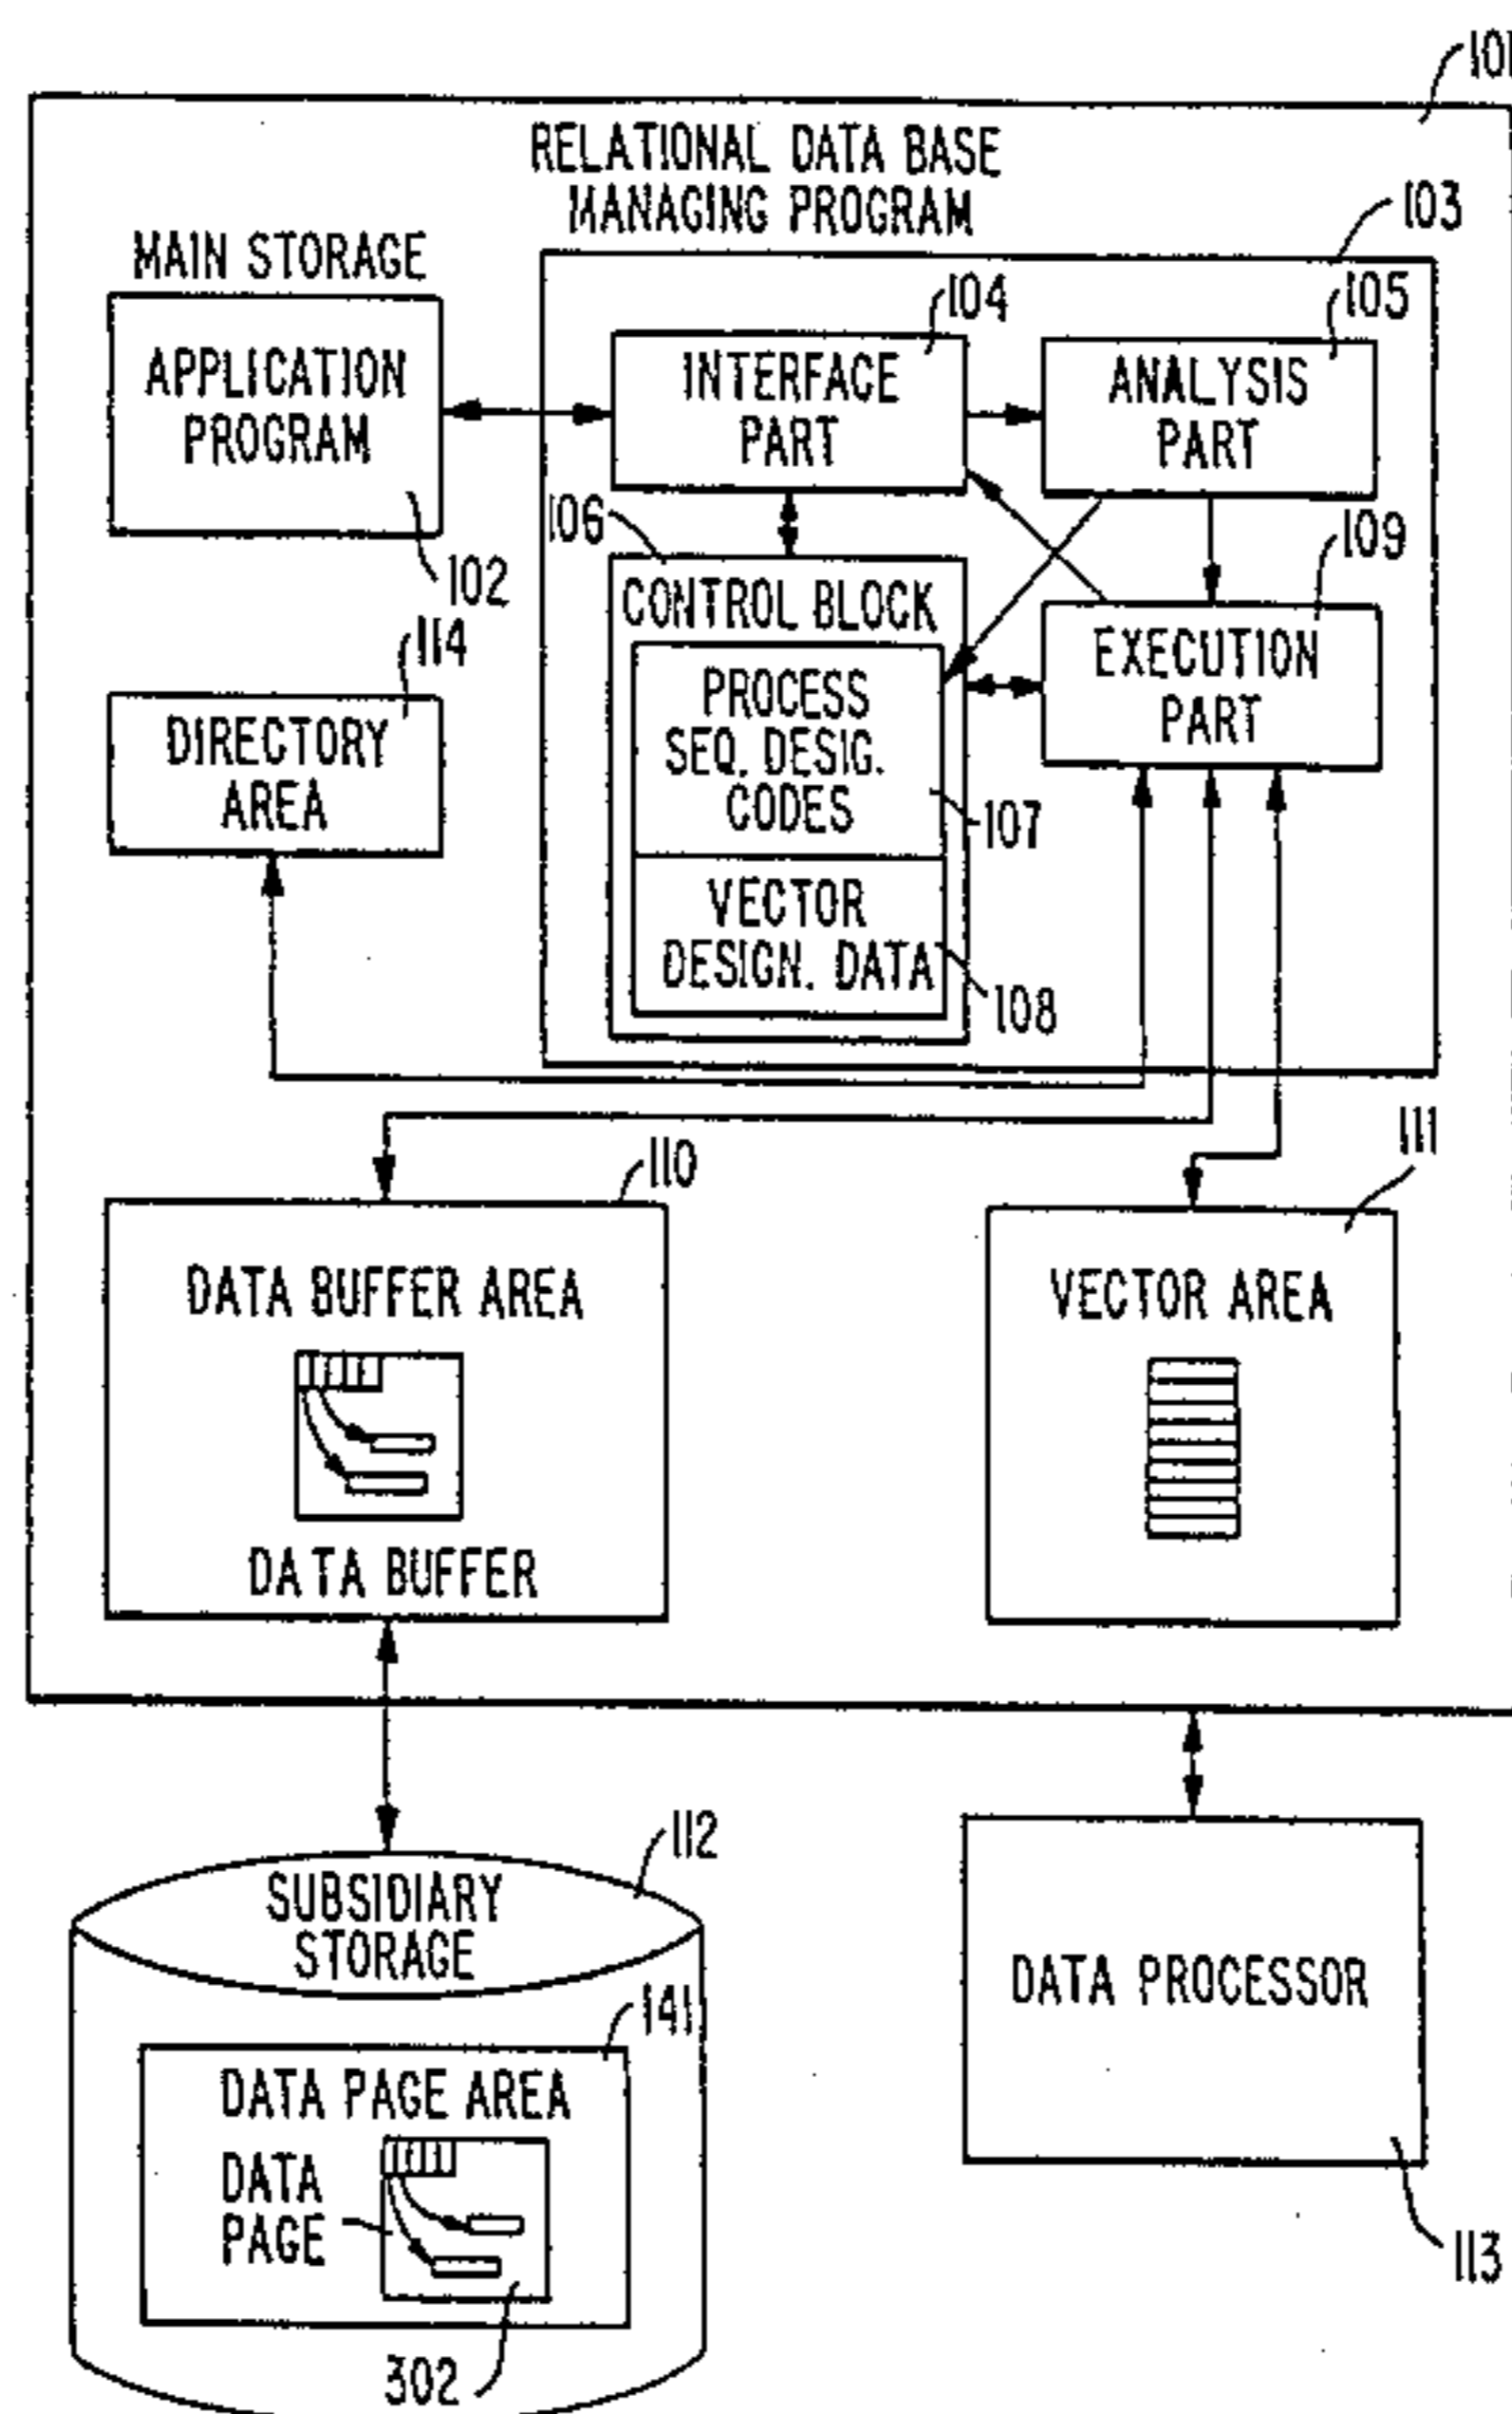 101
RELATIONAL DATA BASE
MANAGING PROGRAM
103
MAIN STORAGE
104
105
APPLICATION
PROGRAM
INTERFACE
PART
ANALYSIS
PART
102
106
109
114
CONTROL BLOCK
DIRECTORY
AREA
PROCESS
SEQ. DESIG.
CODES
EXECUTION
PART
107
VECTOR
DESIGN. DATA
108
110
111
DATA BUFFER AREA
VECTOR AREA
DATA BUFFER
112
SUBSIDIARY
STORAGE
DATA PROCESSOR
141
DATA PAGE AREA
DATA
PAGE
113
302